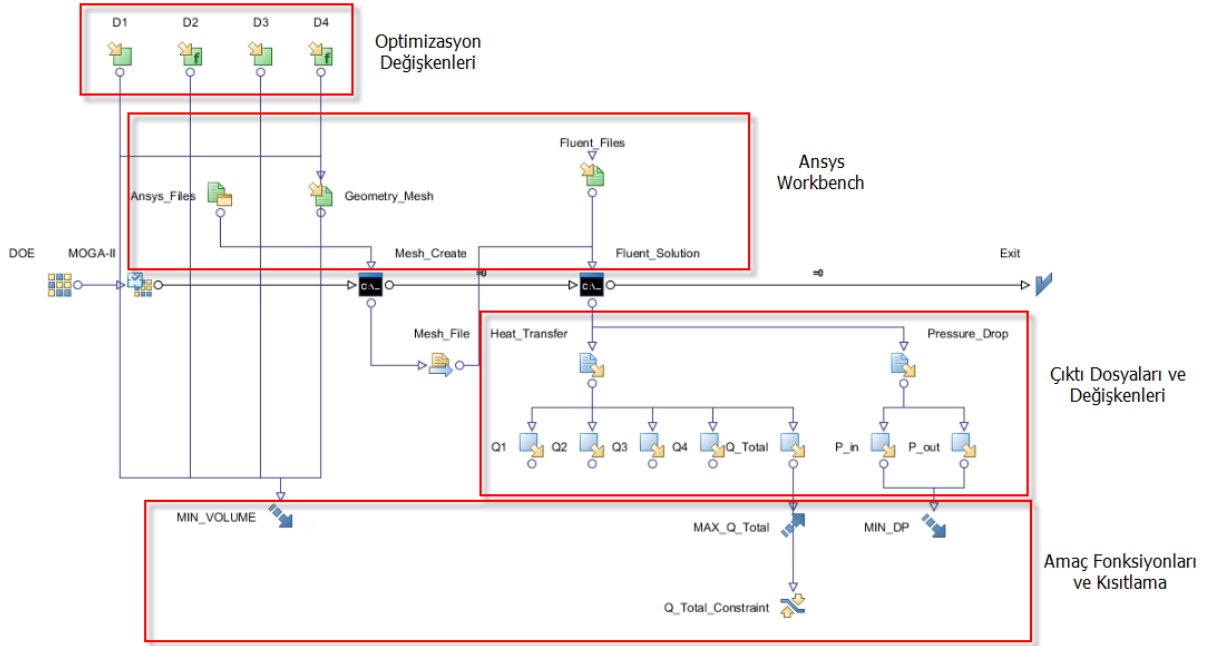 D1
D2
D3
D4
Optimizasyon
Değişkenleri
Fluent_Files
Ansys
Workbench
Ansys_Files
Geometry_Mesh
DOE
MOGA-II
Mesh_Create
Fluent_Solution
Exit
C:\_
C:\_
Mesh_File
Heat_Transfer
Pressure_Drop
Çıktı Dosyaları ve
Değişkenleri
Q1
Q2
Q3
Q4
Q_Total
P_in
P_out
MIN_VOLUME
MAX_Q_Total
MIN_DP
Amaç Fonksiyonları
ve Kısıtlama
Q_Total_Constraint